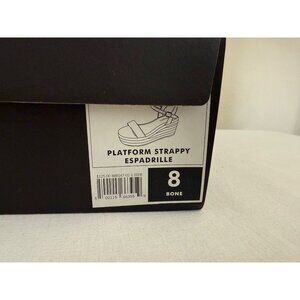 PLATFORM STRAPPY
ESPADRILLE
8
BONE